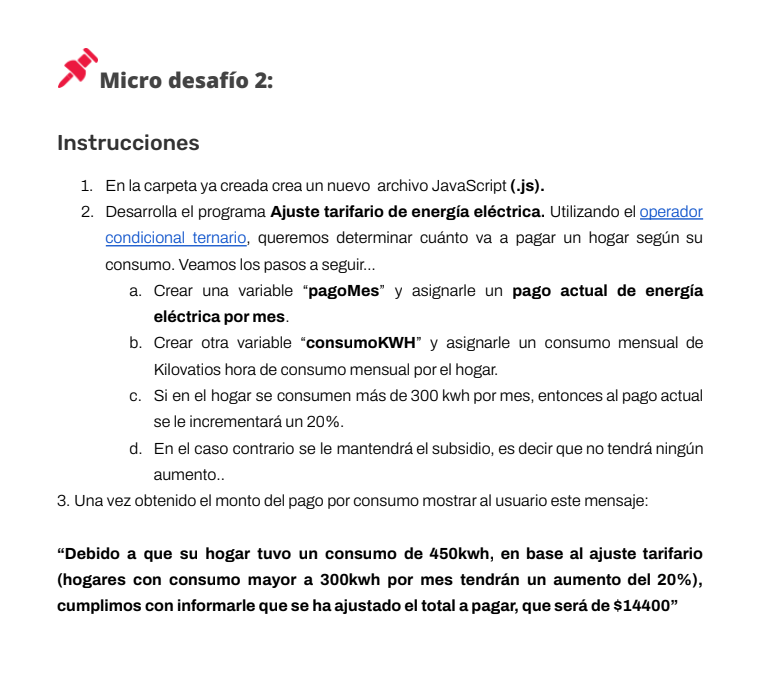 Micro desafío 2:
Instrucciones
1. En la carpeta ya creada crea un nuevo archivo JavaScript (.js).
2. Desarrolla el programa Ajuste tarifario de energía eléctrica. Utilizando el operador
condicional ternario, queremos determinar cuánto va a pagar un hogar según su
consumo. Veamos los pasos a seguir...
a. Crear una variable “pagoMes” y asignarle un pago actual de energía
eléctrica por mes.
b. Crear otra variable “consumoKWH” y asignarle un consumo mensual de
Kilovatios hora de consumo mensual por el hogar.
c. Si en el hogar se consumen más de 300 kwh por mes, entonces al pago actual
se le incrementará un 20%.
d. En el caso contrario se le mantendrá el subsidio, es decir que no tendrá ningún
aumento..
3. Una vez obtenido el monto del pago por consumo mostrar al usuario este mensaje:
“Debido a que su hogar tuvo un consumo de 450kwh, en base al ajuste tarifario
(hogares con consumo mayor a 300kwh por mes tendrán un aumento del 20%),
cumplimos con informarle que se ha ajustado el total a pagar, que será de $14400”